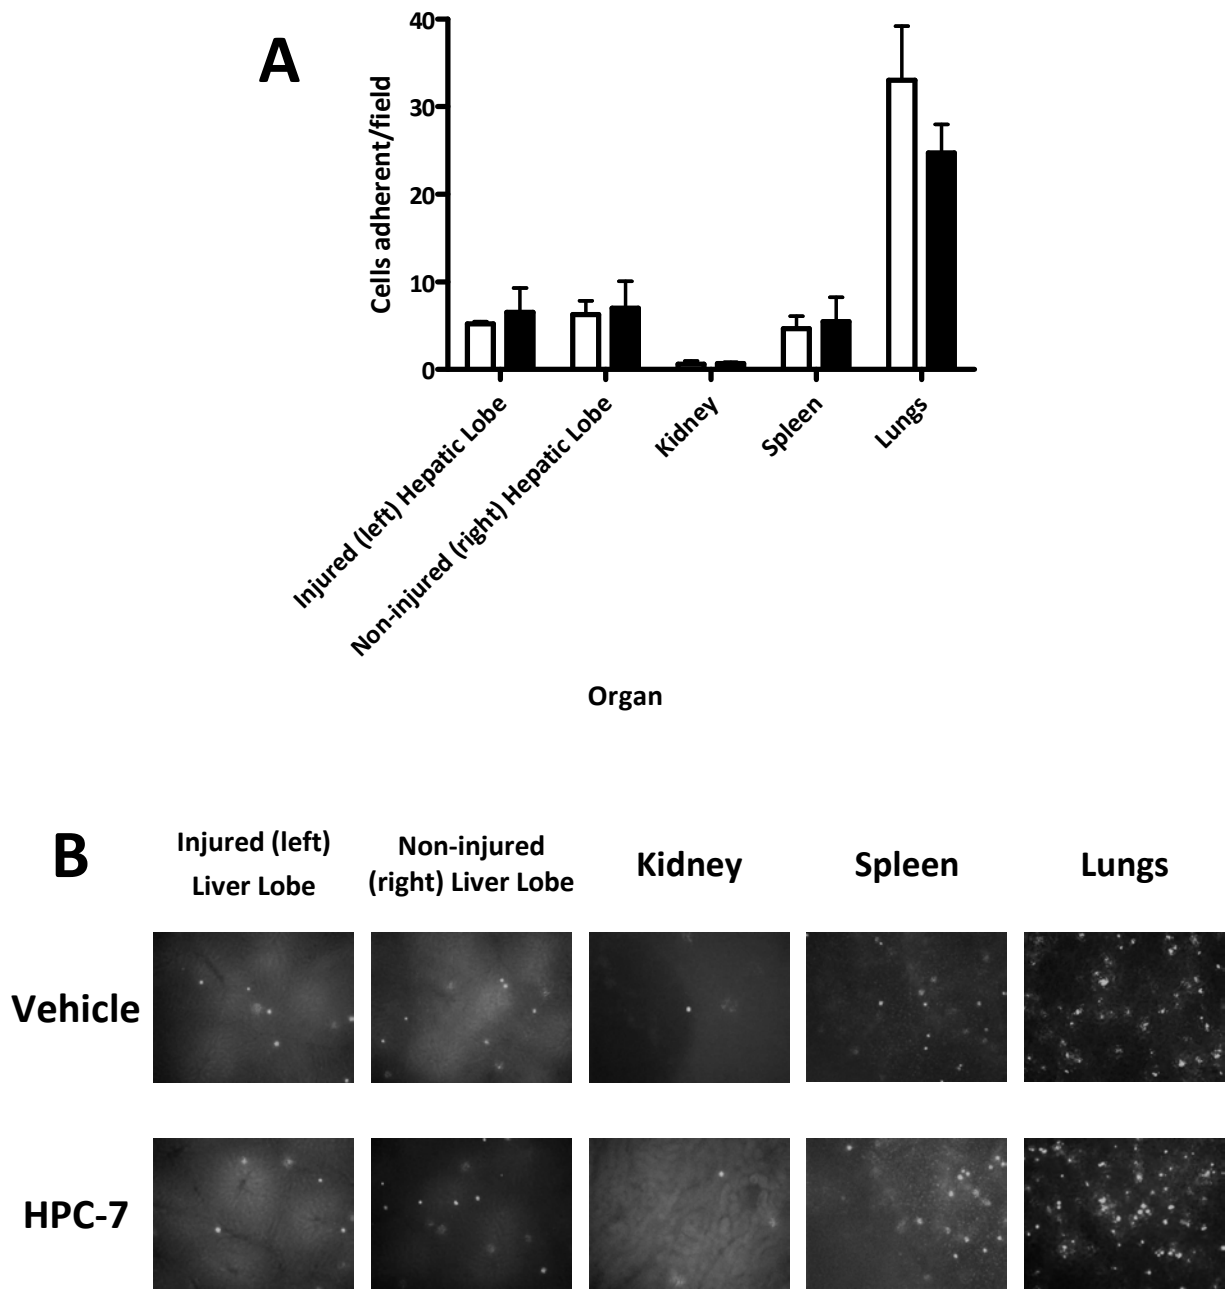 A
40
30
20
10
0
Cells adherent/field
Injured (left) Hepatic Lobe
Non-injured (right) Hepatic Lobe
Kidney
Spleen
Lungs
Organ
B
Injured (left)
Liver Lobe
Non-injured
(right) Liver Lobe
Kidney
Spleen
Lungs
Vehicle
HPC-7